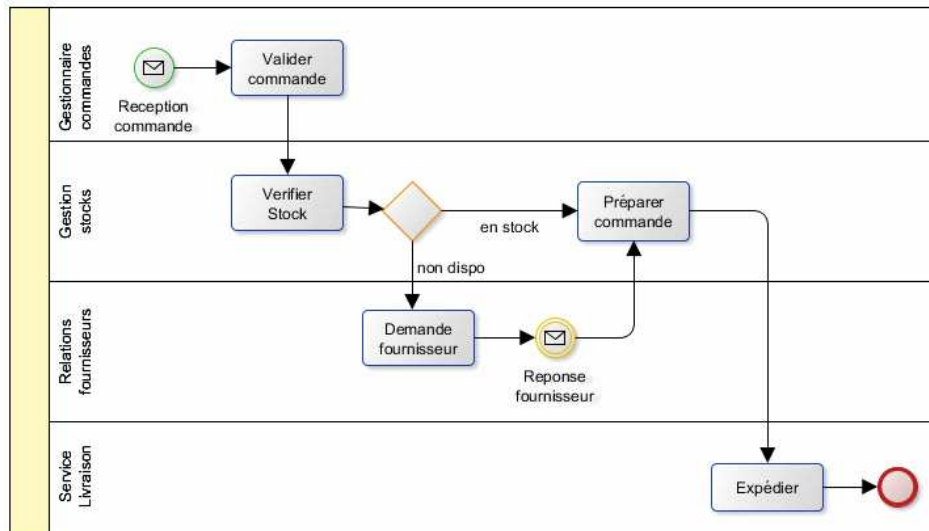 Gestionnaire
commandes
Reception
commande
Valider
commande
Gestion
stocks
Verifier
Stock
en stock
non dispo
Préparer
commande
Relations
fournisseurs
Demande
fournisseur
Reponse
fournisseur
Service
Livraison
Expédier